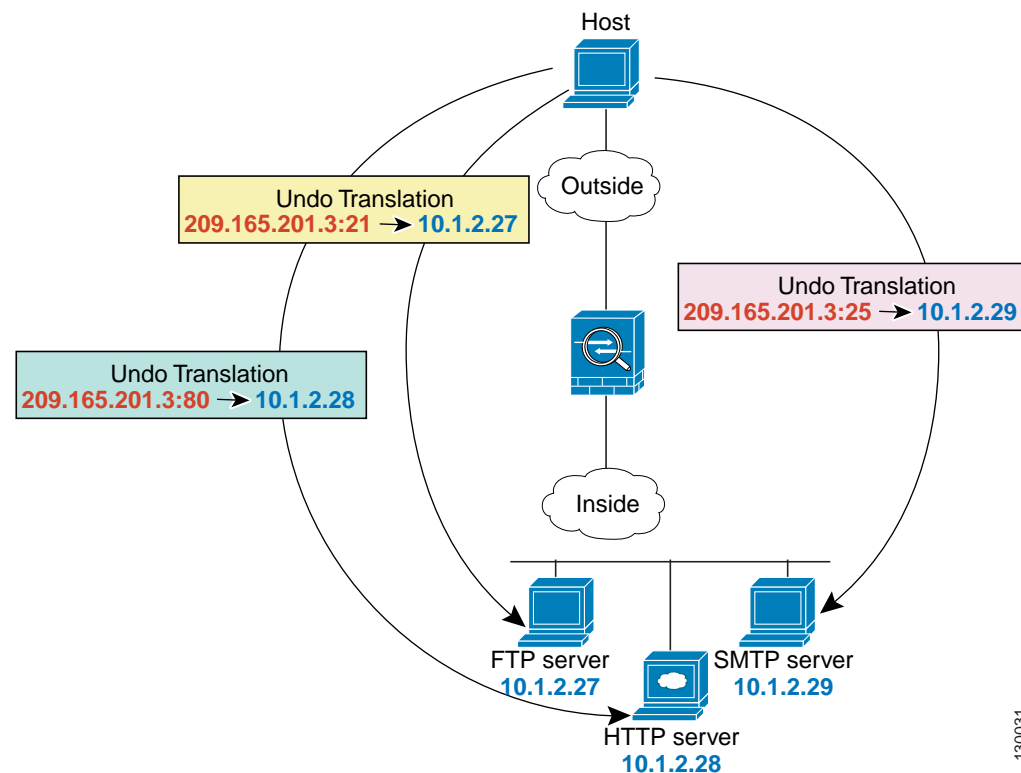 Host
Outside
Undo Translation
209.165.201.3:21 → 10.1.2.27
Undo Translation
209.165.201.3:25 → 10.1.2.29
Undo Translation
209.165.201.3:80 → 10.1.2.28
Inside
FTP server
10.1.2.27
SMTP server
10.1.2.29
HTTP server
10.1.2.28
130031